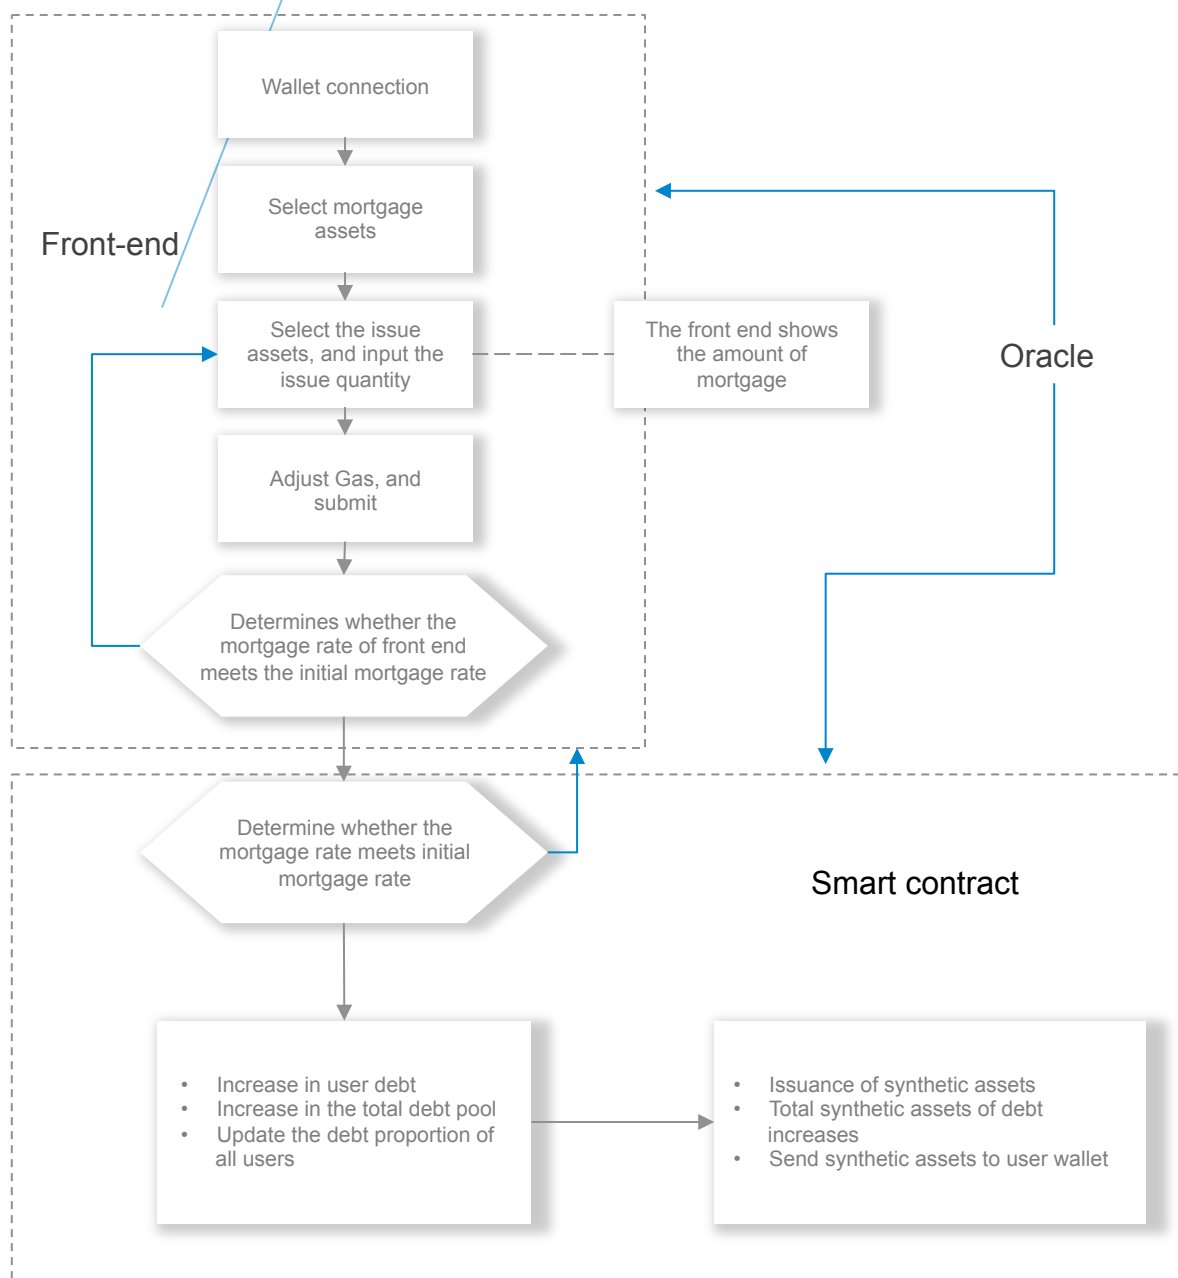 Wallet connection
Select mortgage
assets
Front-end
Select the issue
assets, and input the
issue quantity
The front end shows
the amount of
mortgage
Oracle
Adjust Gas, and
submit
Determines whether the
mortgage rate of front end
meets the initial mortgage rate
Determine whether the
mortgage rate meets initial
mortgage rate
Smart contract
• Increase in user debt
• Increase in the total debt pool
• Update the debt proportion of
all users
• Issuance of synthetic assets
• Total synthetic assets of debt
increases
• Send synthetic assets to user wallet